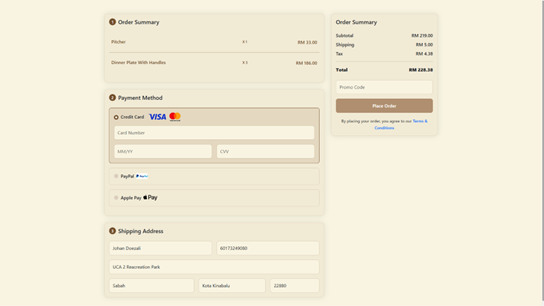 1 Order Summary
Pitcher x 1 RM 33.00
Dinner Plate With Handles x 3 RM 186.00
2 Payment Method
Credit Card VISA
Card Number
MM/YY CVV
PayPal PayPal
Apple Pay Pay
3 Shipping Address
Johan Dowzall 60173249080
UCA 2 Reacreation Park
Sabah Kota Kinabalu 22880
Order Summary
Subtotal RM 219.00
Shipping RM 5.00
Tax RM 4.38
Total RM 228.38
Promo Code
Place Order
By placing your order, you agree to our Terms &
Conditions